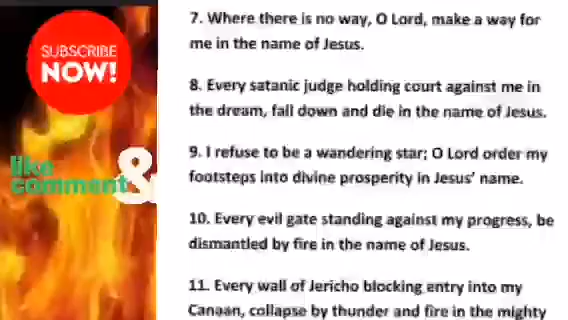 SUBSCRIBE
NOW!
like
comment &
7. Where there is no way, O Lord, make a way for
me in the name of Jesus.
8. Every satanic judge holding court against me in
the dream, fall down and die in the name of Jesus.
9. I refuse to be a wandering star; O Lord order my
footsteps into divine prosperity in Jesus’ name.
10. Every evil gate standing against my progress, be
dismantled by fire in the name of Jesus.
11. Every wall of Jericho blocking entry into my
Canaan, collapse by thunder and fire in the mighty